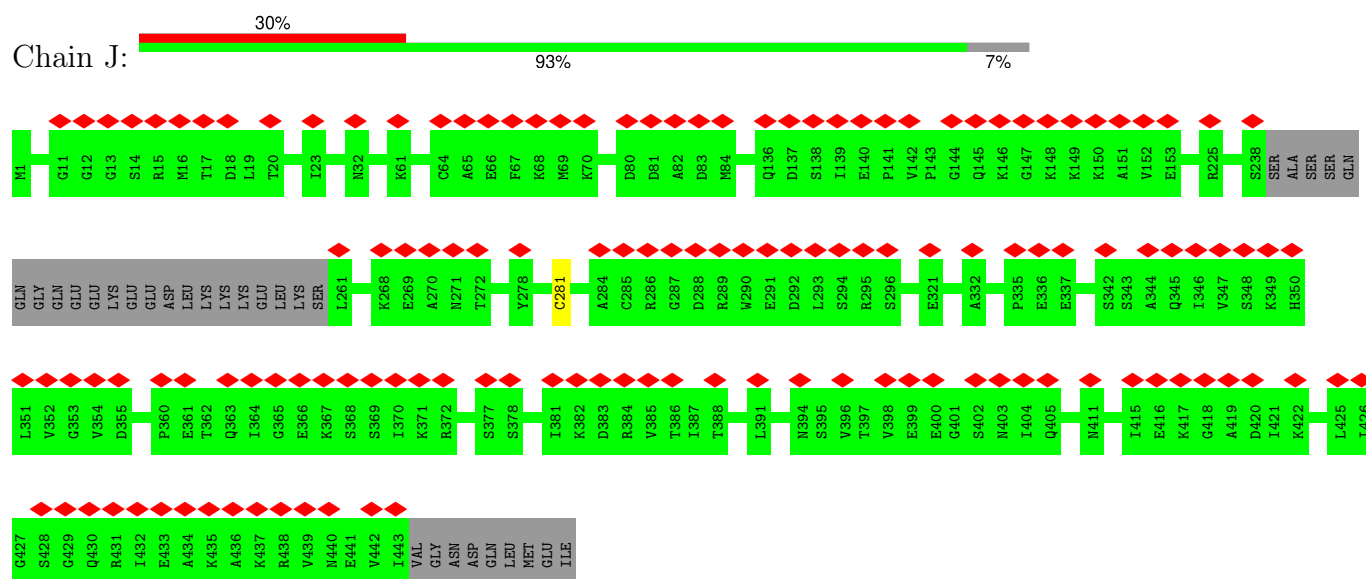 30%
Chain J:
93%
7%
M1 G11 G12 G13 S14 R15 M16 T17 D18 L19 T20 I23 N32 K61 C64 A65 E66 F67 K68 M69 K70 D80 D81 A82 D83 M84 Q136 D137 S138 I139 E140 P141 V142 P143 G144 Q145 K146 G147 K148 K149 K150 A151 V152 E153 R225 S238 SER ALA SER SER GLN
GLN GLY GLN GLU GLU LYS GLU GLU ASP LEU LYS LYS LYS GLU LEU LYS SER L261 K268 E269 A270 N271 T272 Y278 C281 A284 C285 R286 G287 D288 R289 W290 E291 D292 L293 S294 R295 S296 E321 A332 P335 E336 E337 S342 S343 A344 Q345 I346 V347 S348 K349 H350
L351 V352 G353 V354 D355 P360 E361 T362 Q363 I364 G365 E366 K367 S368 S369 I370 K371 R372 S377 S378 I381 K382 D383 R384 V385 T386 T388 L391 N394 S395 V396 T397 V398 E399 E400 G401 S402 N403 I404 Q405 N411 I415 E416 K417 G418 A419 D420 I421 K422 L425 I426
G427 S428 G429 Q430 R431 I432 E433 A434 K435 A436 K437 R438 V439 N440 E441 V442 I443 VAL GLY ASN ASP GLN LEU MET GLU ILE